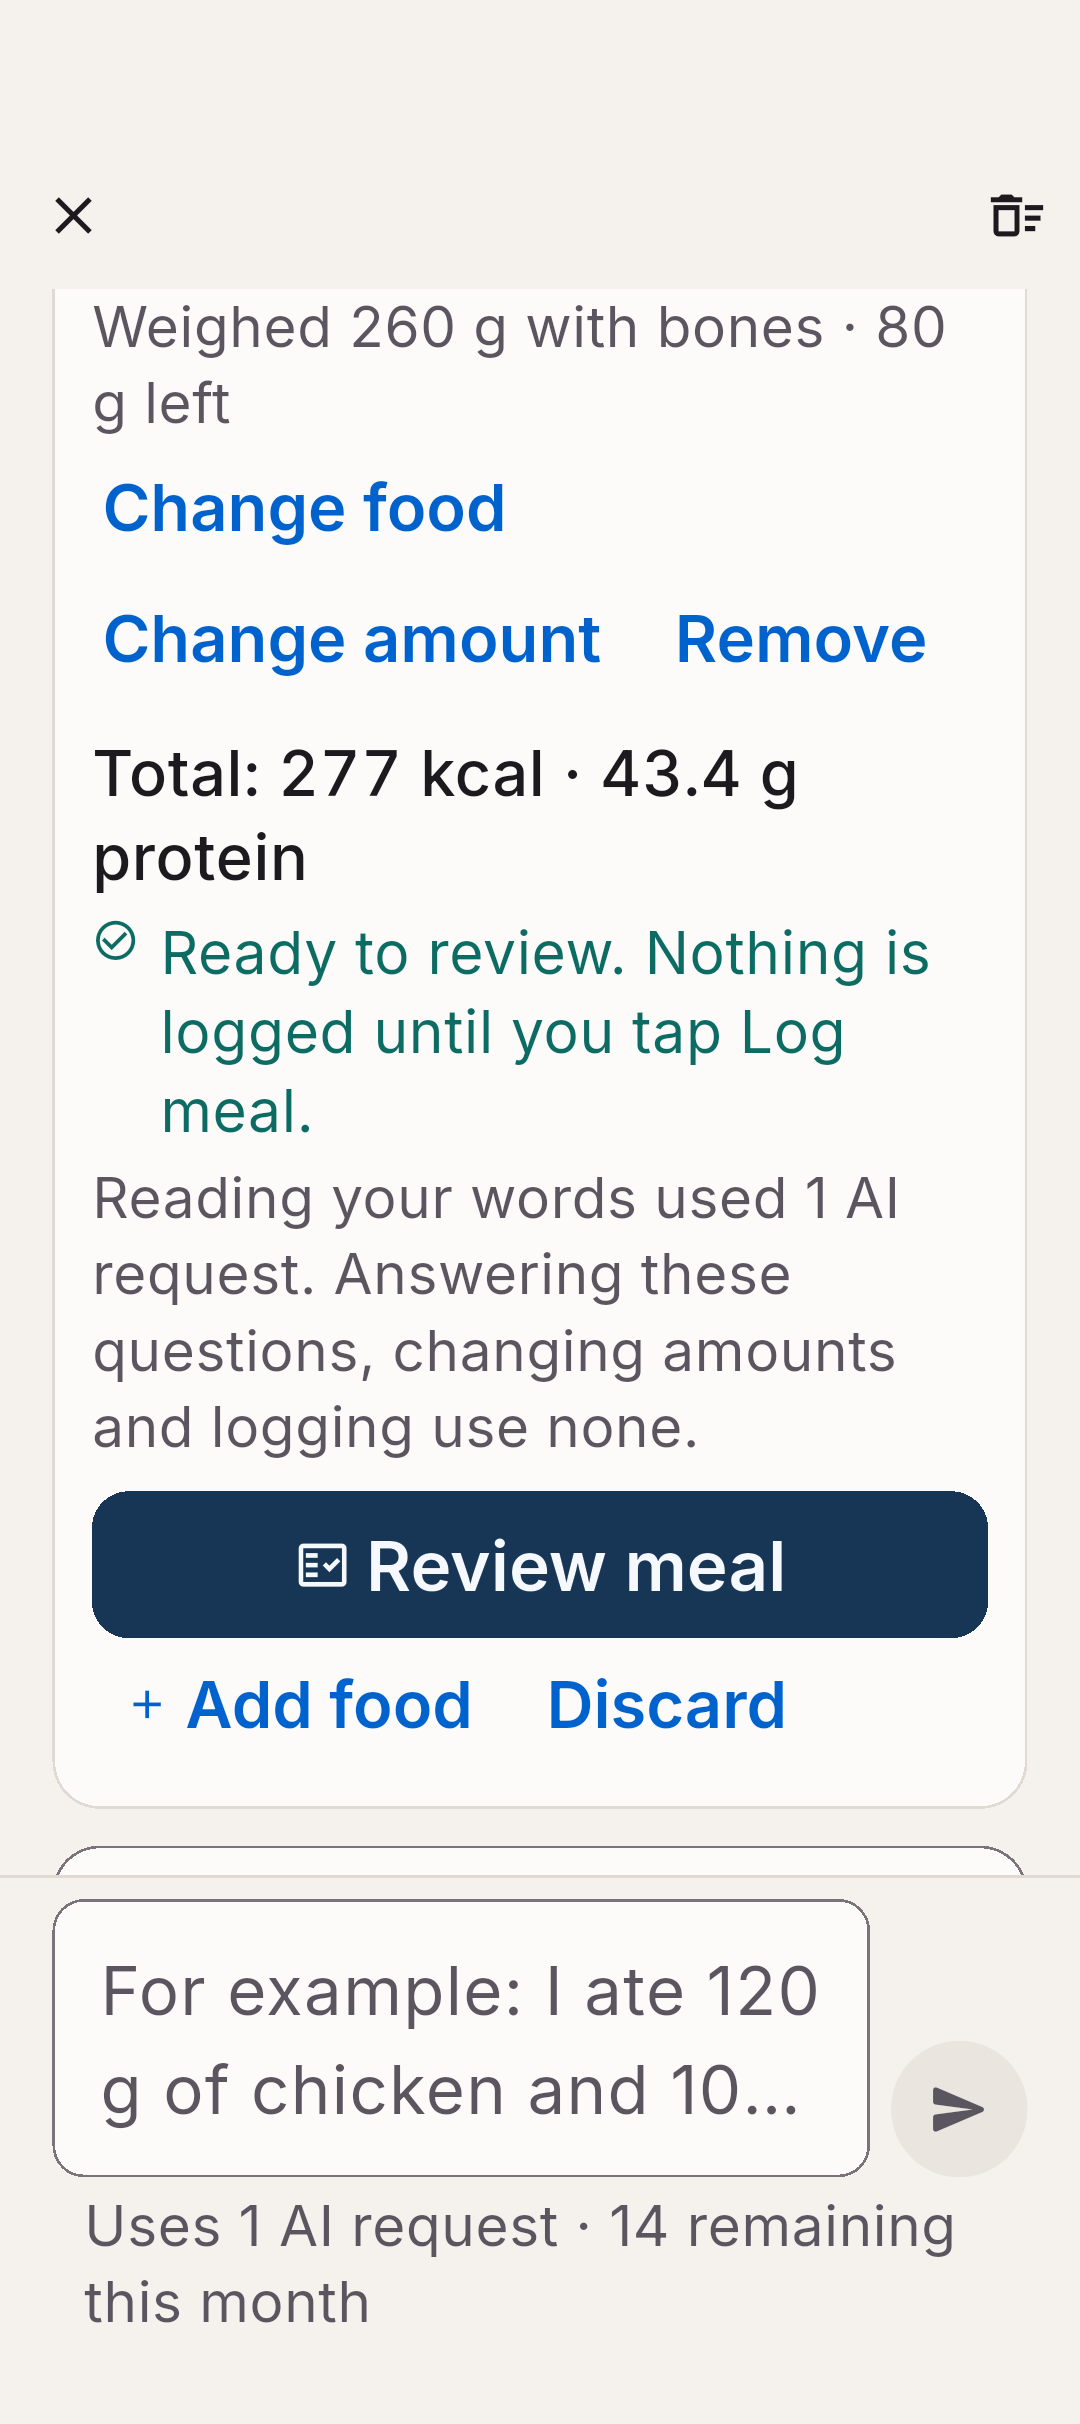 Weighed 260 g with bones · 80
g left
Change food
Change amount Remove
Total: 277 kcal · 43.4 g
protein
Ready to review. Nothing is
logged until you tap Log
meal.
Reading your words used 1 AI
request. Answering these
questions, changing amounts
and logging use none.
Review meal
+ Add food Discard
For example: I ate 120
g of chicken and 10...
Uses 1 AI request · 14 remaining
this month